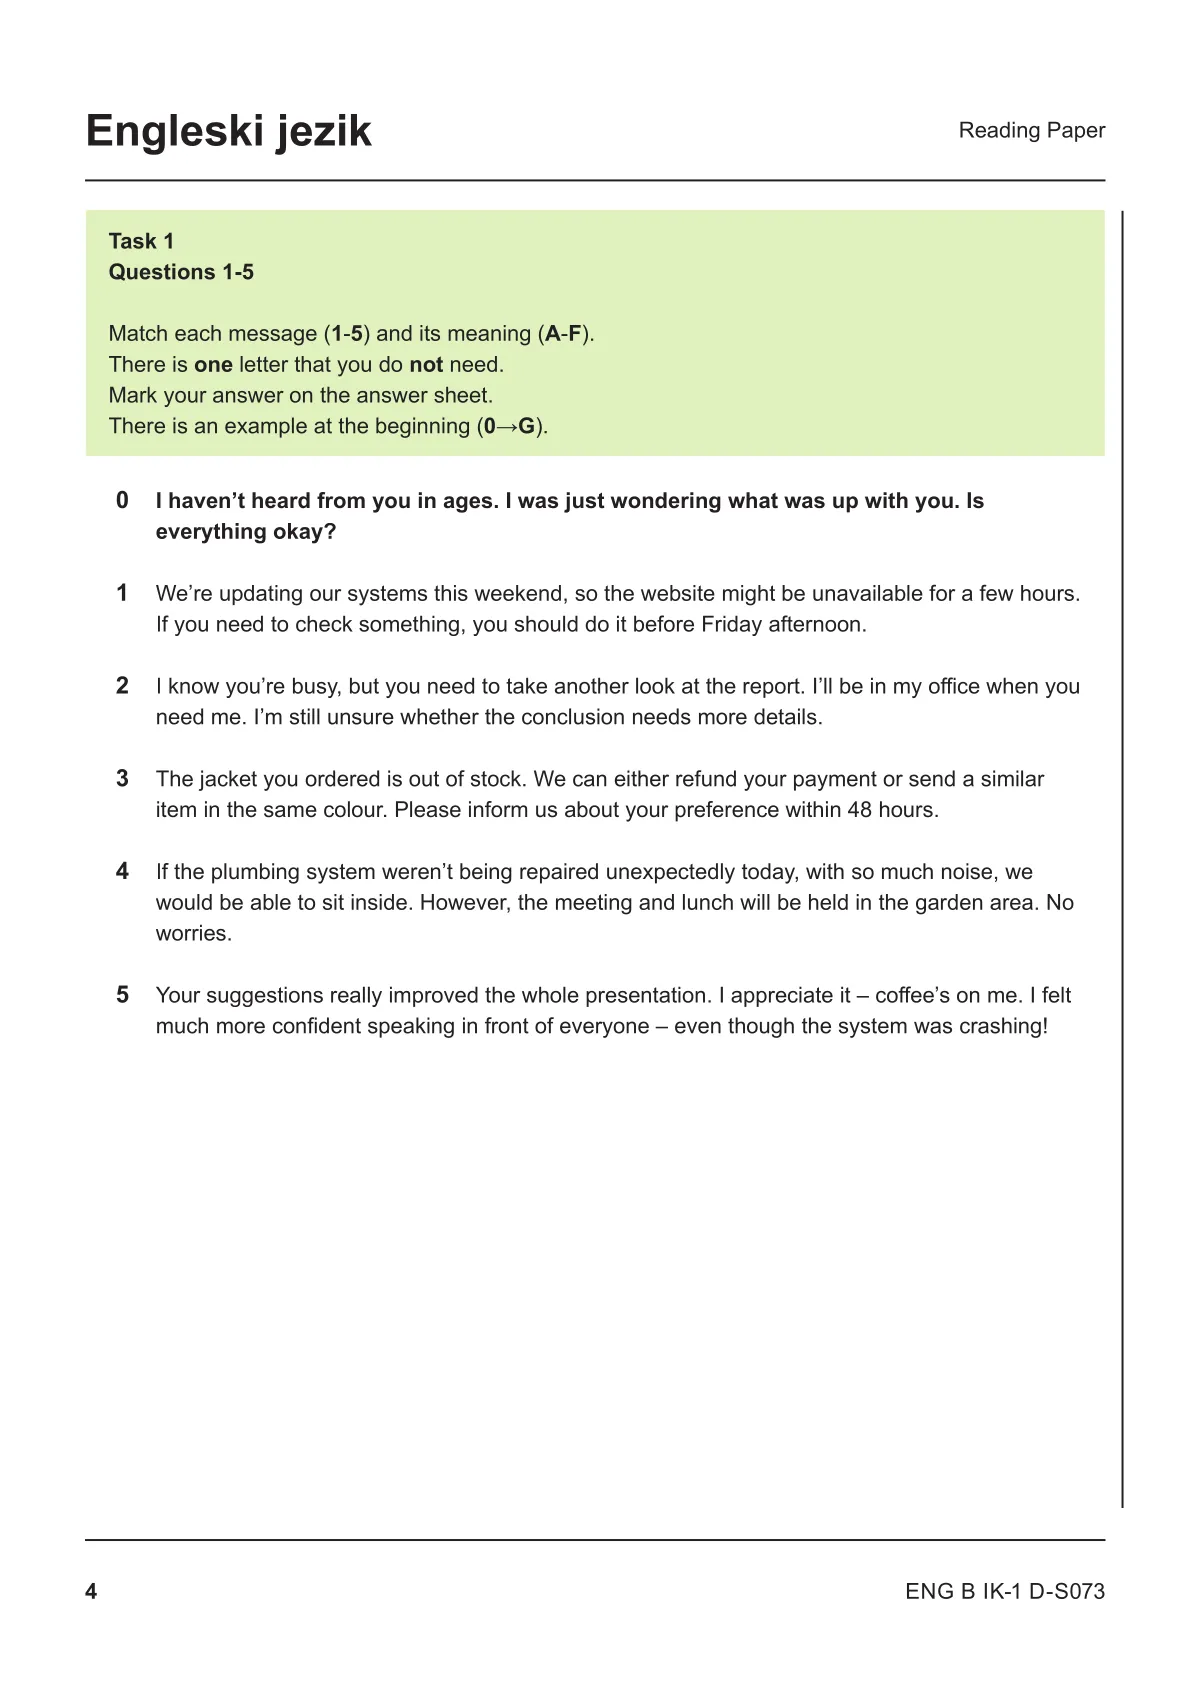 Engleski jezik
Reading Paper
Task 1
Questions 1-5
Match each message (1-5) and its meaning (A-F).
There is one letter that you do not need.
Mark your answer on the answer sheet.
There is an example at the beginning (0→G).
0 I haven’t heard from you in ages. I was just wondering what was up with you. Is
everything okay?
1 We’re updating our systems this weekend, so the website might be unavailable for a few hours.
If you need to check something, you should do it before Friday afternoon.
2 I know you’re busy, but you need to take another look at the report. I’ll be in my office when you
need me. I’m still unsure whether the conclusion needs more details.
3 The jacket you ordered is out of stock. We can either refund your payment or send a similar
item in the same colour. Please inform us about your preference within 48 hours.
4 If the plumbing system weren’t being repaired unexpectedly today, with so much noise, we
would be able to sit inside. However, the meeting and lunch will be held in the garden area. No
worries.
5 Your suggestions really improved the whole presentation. I appreciate it – coffee’s on me. I felt
much more confident speaking in front of everyone – even though the system was crashing!
4
ENG B IK-1 D-S073